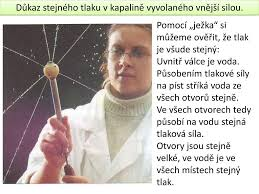 Důkaz stejného tlaku v kapalině vyvolaného vnější silou.
Pomocí „ježka“ si
můžeme ověřit, že tlak
je všude stejný:
Uvnitř válce je voda.
Působením tlakové síly
na píst stříká voda ze
všech otvorů stejně.
Ve všech otvorech tedy
působí na vodu stejná
tlaková síla.
Otvory jsou stejně
velké, ve vodě je ve
všech místech stejný
tlak.